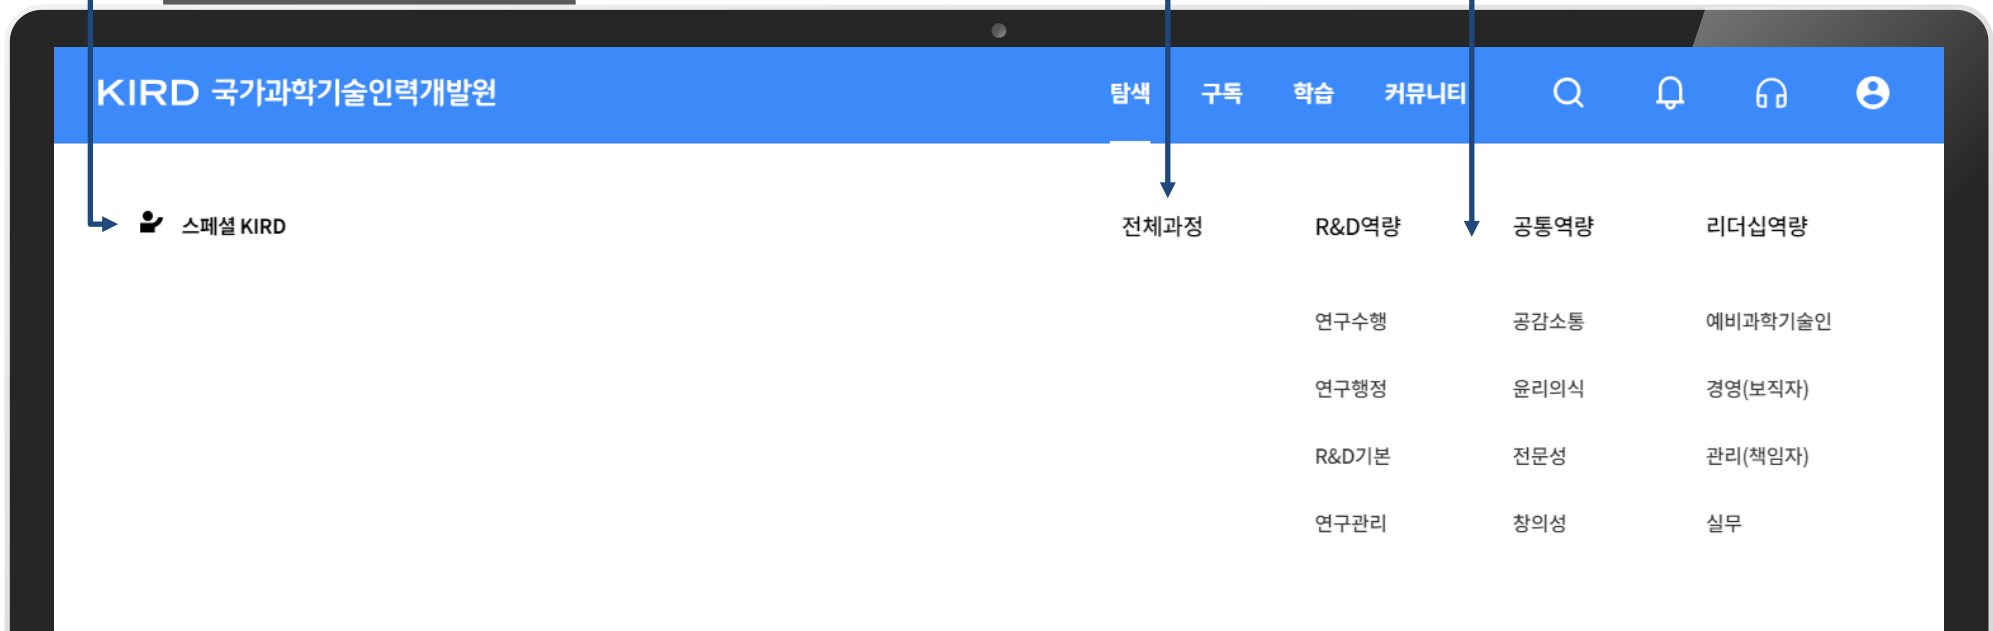 KIRD 국가과학기술인력개발원
탐색 구독 학습 커뮤니티
스페셜 KIRD
전체과정 R&D역량 공통역량 리더십역량
연구수행 공감소통 예비과학기술인
연구행정 윤리의식 경영(보직자)
R&D기본 전문성 관리(책임자)
연구관리 창의성 실무